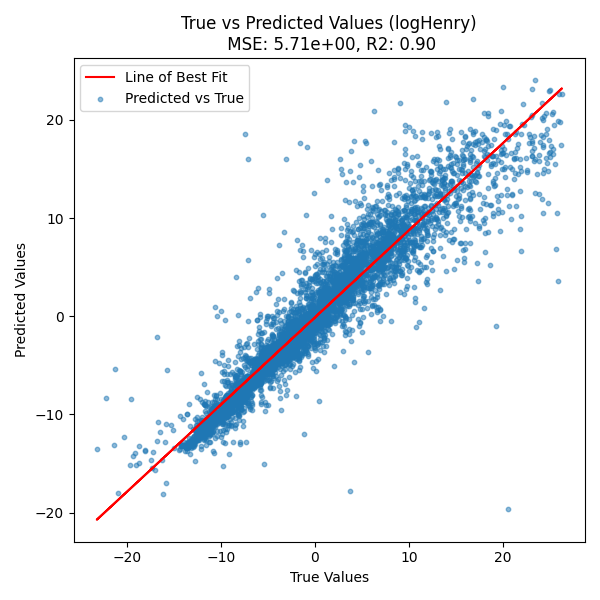 True vs Predicted Values (logHenry)
MSE: 5.71e+00, R2: 0.90
Line of Best Fit
Predicted vs True
20
10
0
−10
−20
Predicted Values
−20 −10 0 10 20
True Values